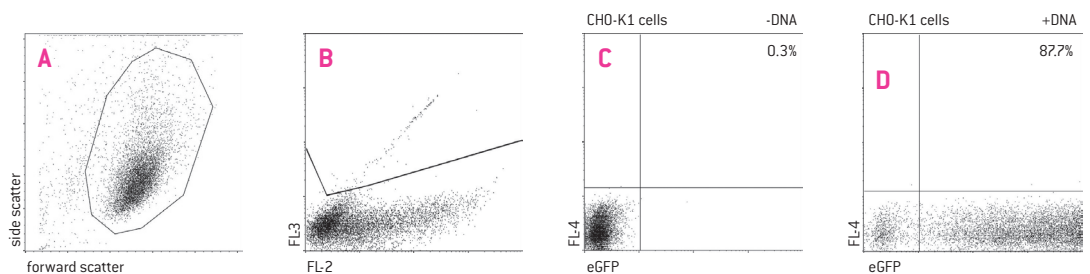 CHO-K1 cells -DNA
CHO-K1 cells +DNA
A
B
C
0.3%
D
87.7%
side scatter
forward scatter
FL-3
FL-2
FL-4
eGFP
FL-4
eGFP